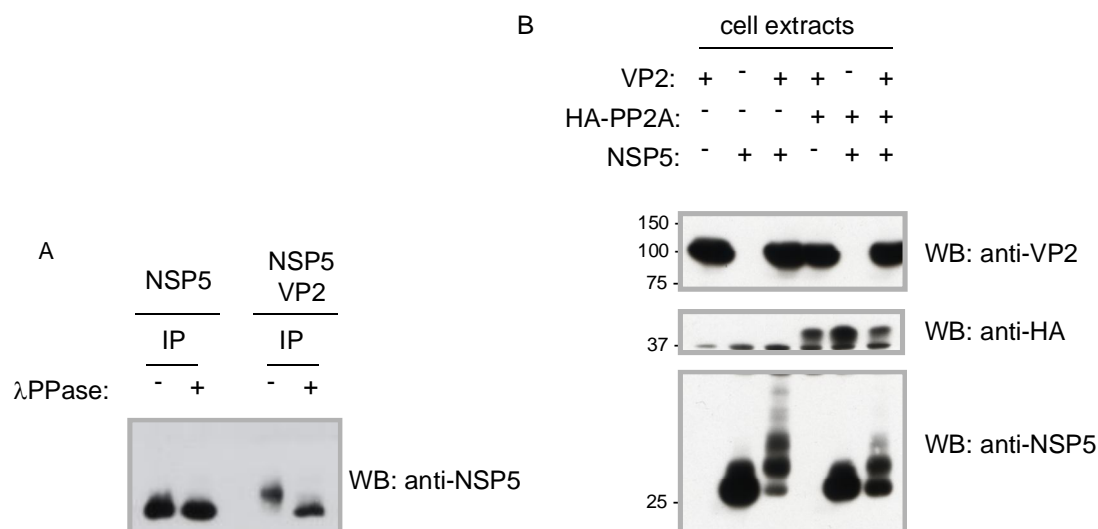 A
NSP5
NSP5
VP2
IP
IP
λPPase: - + - +
WB: anti-NSP5
B
cell extracts
VP2: + - + + - +
HA-PP2A: - - - + + +
NSP5: - + + - + +
150 -
100 -
75 -
WB: anti-VP2
37 -
WB: anti-HA
25 -
WB: anti-NSP5